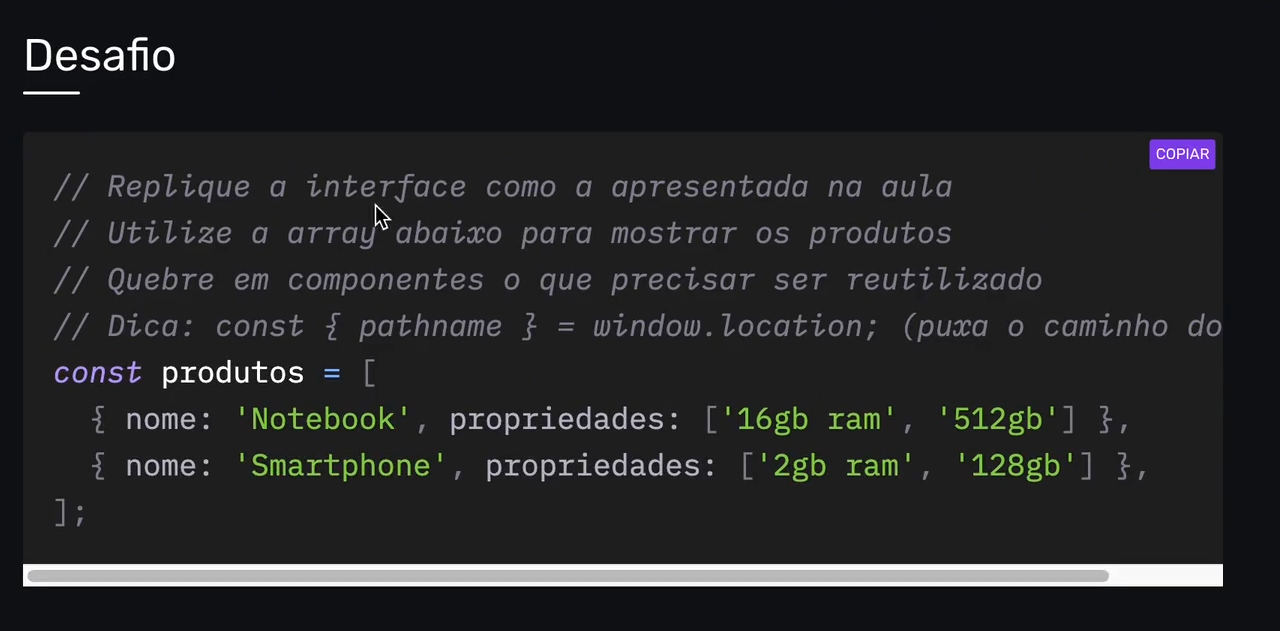 Desafio
COPIAR
// Replique a interface como a apresentada na aula
// Utilize a array abaixo para mostrar os produtos
// Quebre em componentes o que precisar ser reutilizado
// Dica: const { pathname } = window.location; (puxa o caminho do
const produtos = [
  { nome: 'Notebook', propriedades: ['16gb ram', '512gb'] },
  { nome: 'Smartphone', propriedades: ['2gb ram', '128gb'] },
];